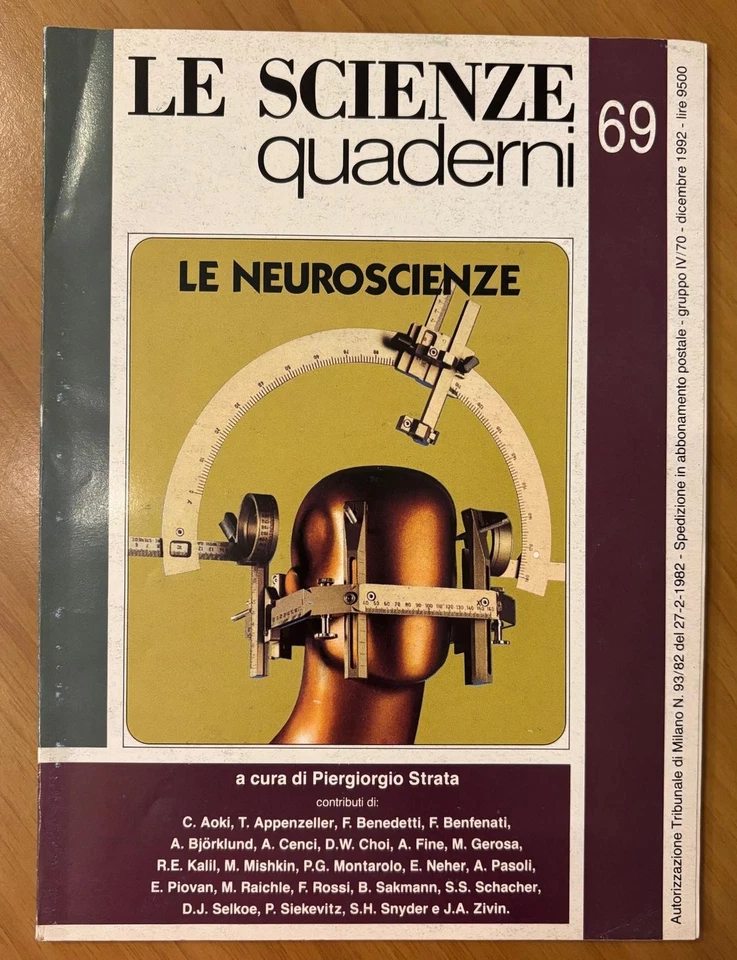 LE SCIENZE
quaderni
69
LE NEUROSCIENZE
a cura di Piergiorgio Strata
contributi di:
C. Aoki, T. Appenzeller, F. Benedetti, F. Benfenati,
A. Björklund, A. Cenci, D.W. Choi, A. Fine, M. Gerosa,
R.E. Kalil, M. Mishkin, P.G. Montarolo, E. Neher, A. Pasoli,
E. Piovan, M. Raichle, F. Rossi, B. Sakmann, S.S. Schacher,
D.J. Selkoe, P. Siekevitz, S.H. Snyder e J.A. Zivin.
Autorizzazione Tribunale di Milano N. 93/82 del 27-2-1982 - Spedizione in abbonamento postale - gruppo IV/70 - dicembre 1992 - lire 9500